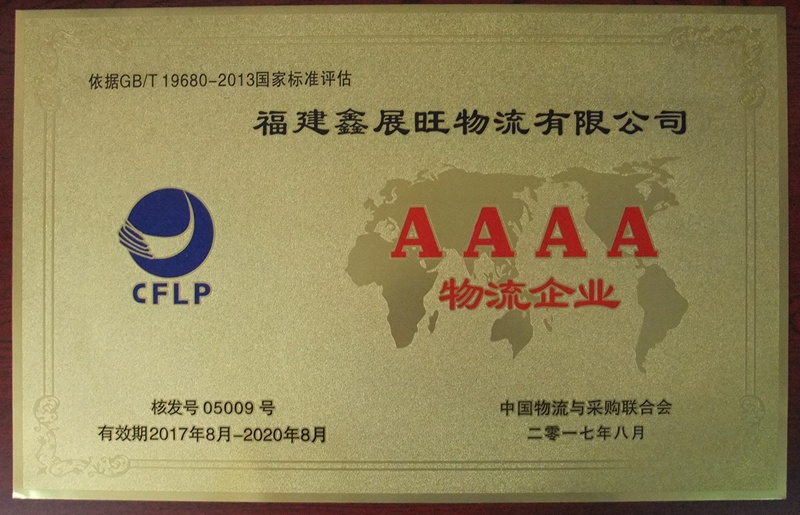 依据GB/T 19680-2013国家标准评估
福建鑫展旺物流有限公司
AAAA
CFLP
物流企业
核发号 05009 号
中国物流与采购联合会
有效期2017年8月-2020年8月
二零一七年八月